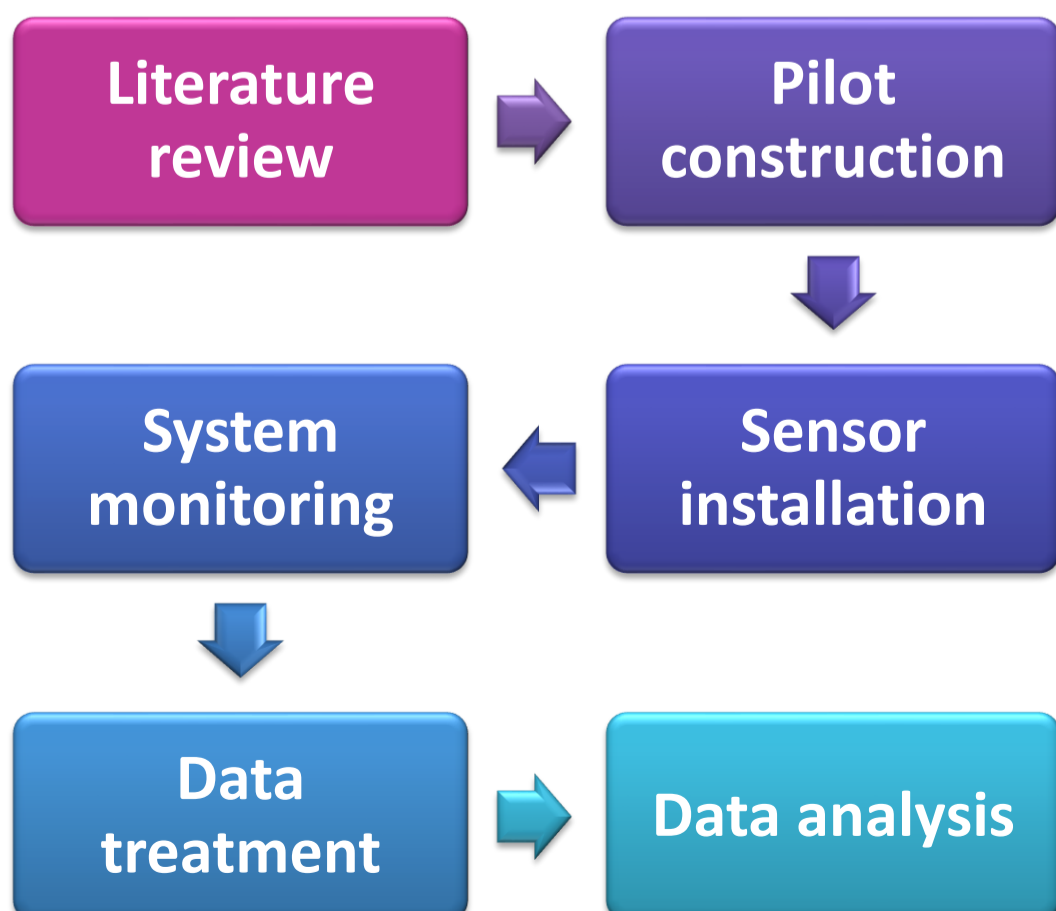 Literature
review
Pilot
construction
Sensor
installation
System
monitoring
Data
treatment
Data analysis